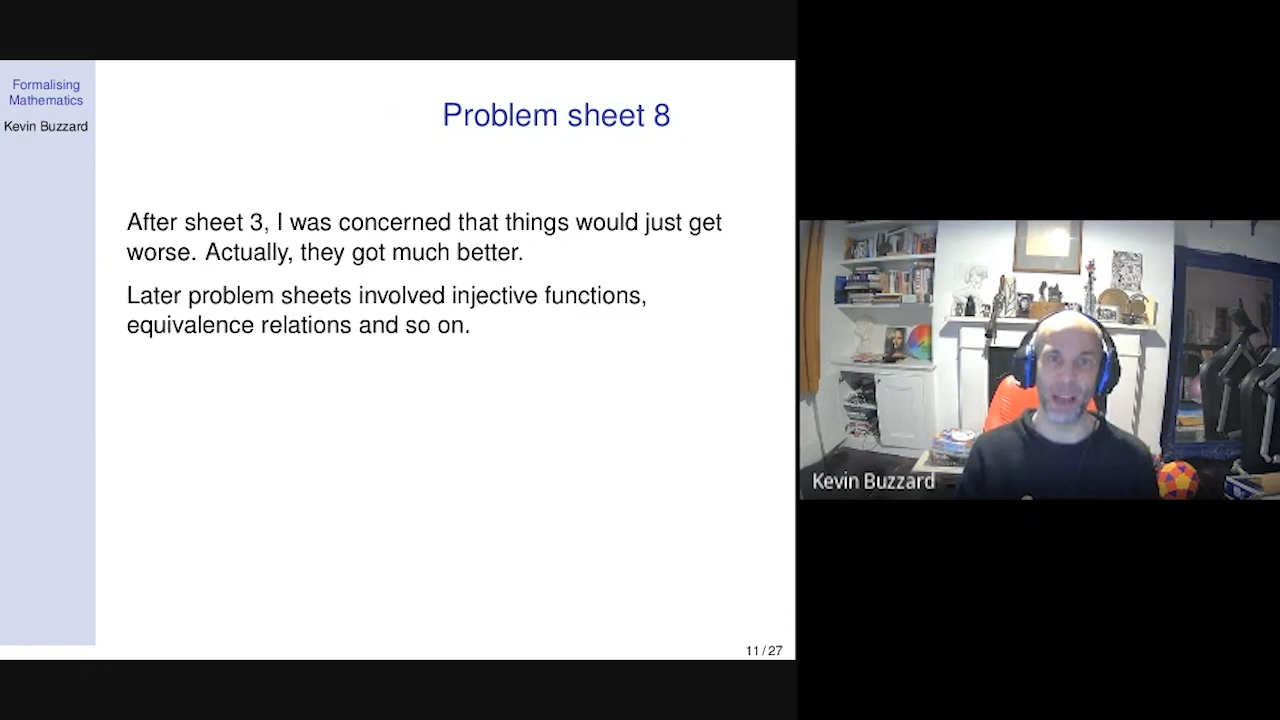 Formalising
Mathematics
Kevin Buzzard
Problem sheet 8
After sheet 3, I was concerned that things would just get
worse. Actually, they got much better.
Later problem sheets involved injective functions,
equivalence relations and so on.
11 / 27
Kevin Buzzard